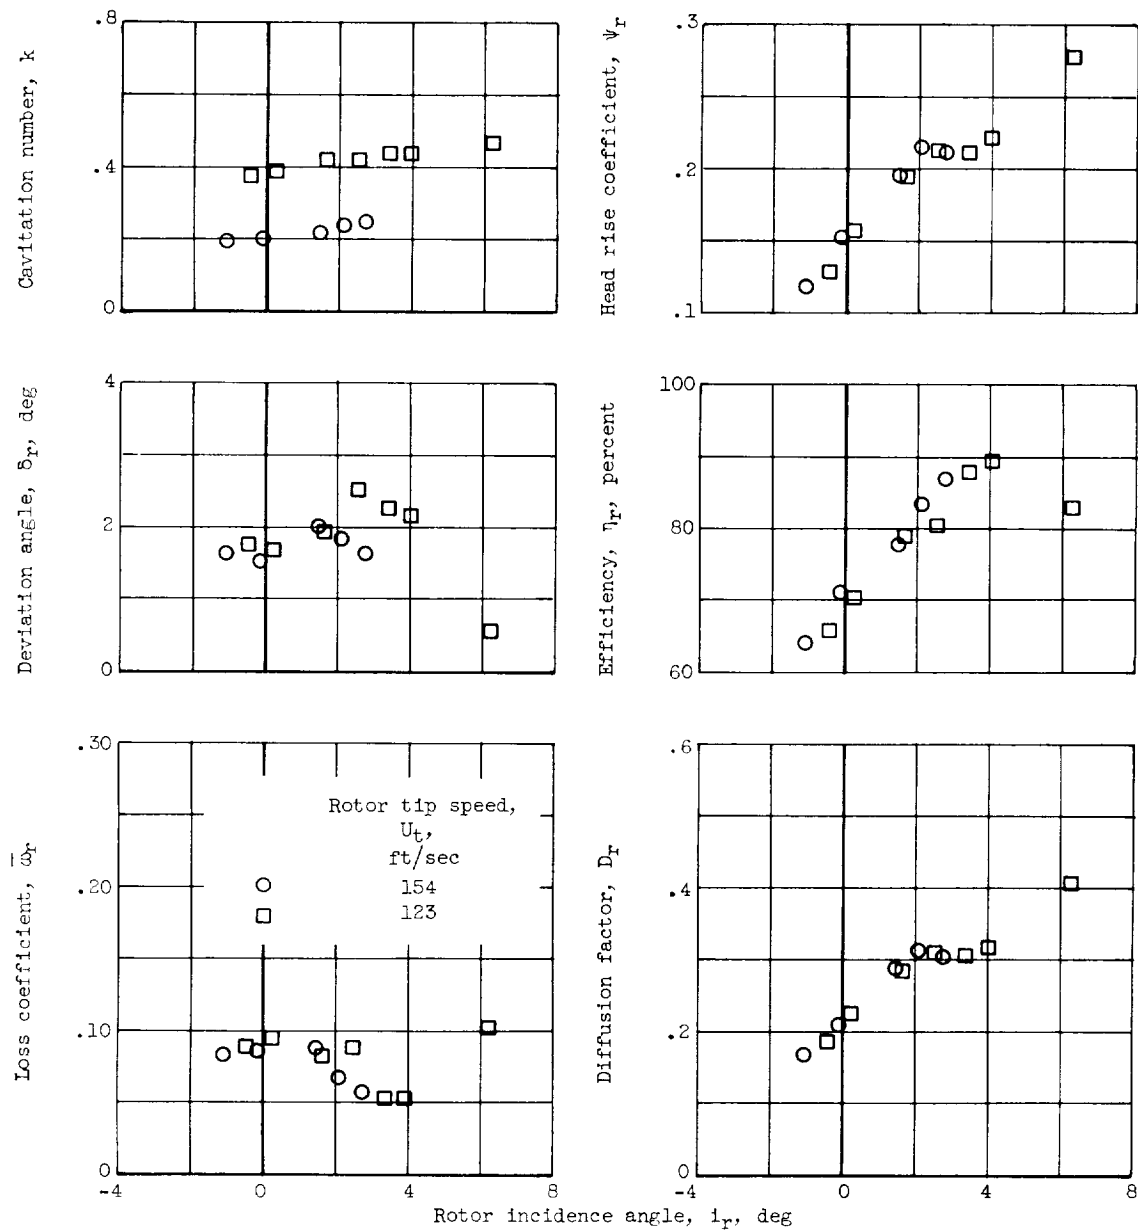 .8
.4
0
Cavitation number, k
.3
.2
.1
Head rise coefficient, ψr
4
2
0
Deviation angle, δr, deg
100
80
60
Efficiency, ηr, percent
.30
.20
.10
0
Loss coefficient, ω̅r
Rotor tip speed,
Ut,
ft/sec
154
123
.6
.4
.2
0
Diffusion factor, Dr
-4 0 4 8
-4 0 4 8
Rotor incidence angle, ir, deg